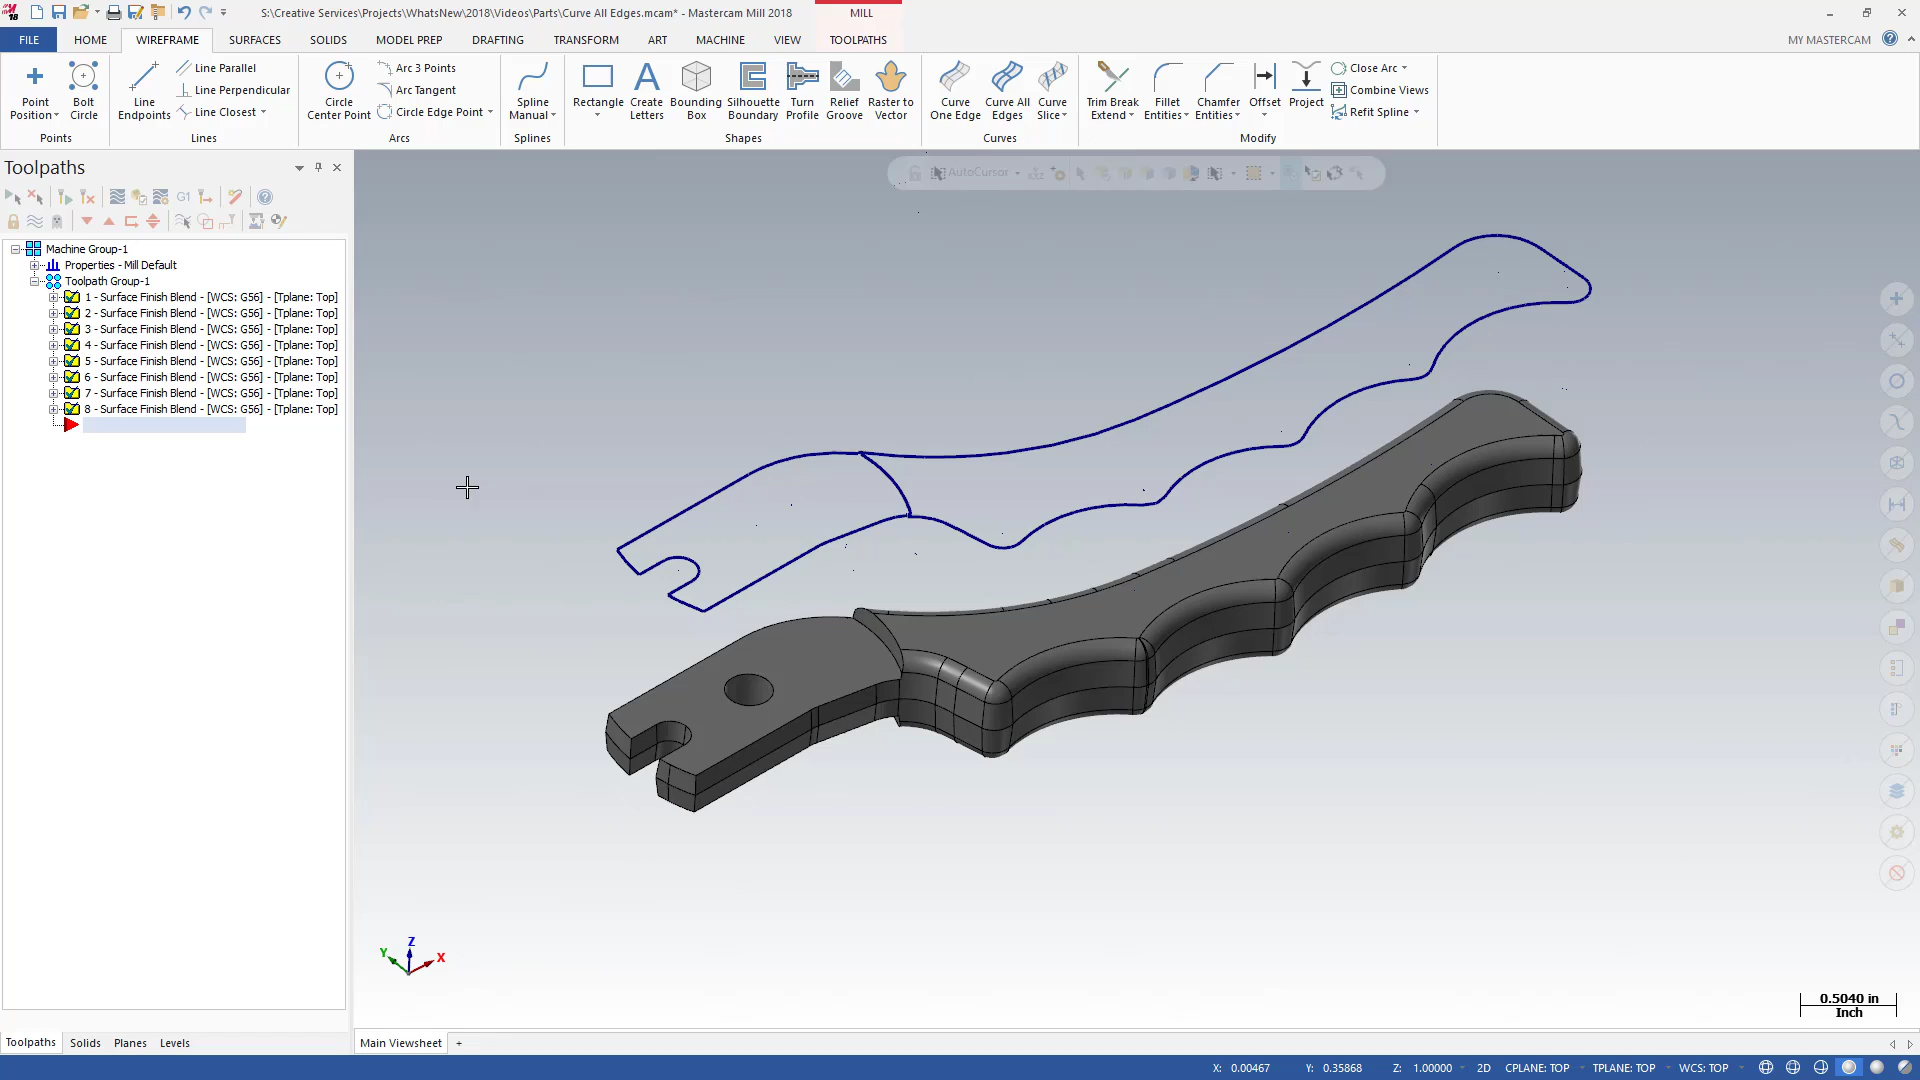 S:\Creative Services\Projects\WhatsNew\2018\Videos\Parts\Curve All Edges.mcam* - Mastercam Mill 2018
MILL
FILE
HOME
WIREFRAME
SURFACES
SOLIDS
MODEL PREP
DRAFTING
TRANSFORM
ART
MACHINE
VIEW
TOOLPATHS
MY MASTERCAM
Point
Position
Bolt
Circle
Points
Line
Endpoints
Line Parallel
Line Perpendicular
Line Closest
Lines
Circle
Center Point
Arc 3 Points
Arc Tangent
Circle Edge Point
Arcs
Spline
Manual
Splines
Rectangle
Create
Letters
Bounding
Box
Silhouette
Boundary
Turn
Profile
Relief
Groove
Raster to
Vector
Shapes
Curve
One Edge
Curve All
Edges
Curve
Slice
Curves
Trim Break
Extend
Fillet
Entities
Chamfer
Entities
Offset
Project
Close Arc
Combine Views
Refit Spline
Modify
Toolpaths
G1
AutoCursor
Machine Group-1
Properties - Mill Default
Toolpath Group-1
1 - Surface Finish Blend - [WCS: G56] - [Tplane: Top]
2 - Surface Finish Blend - [WCS: G56] - [Tplane: Top]
3 - Surface Finish Blend - [WCS: G56] - [Tplane: Top]
4 - Surface Finish Blend - [WCS: G56] - [Tplane: Top]
5 - Surface Finish Blend - [WCS: G56] - [Tplane: Top]
6 - Surface Finish Blend - [WCS: G56] - [Tplane: Top]
7 - Surface Finish Blend - [WCS: G56] - [Tplane: Top]
8 - Surface Finish Blend - [WCS: G56] - [Tplane: Top]
Z
Y
X
0.5040 in
Inch
Toolpaths
Solids
Planes
Levels
Main Viewsheet
+
X: 0.00467
Y: 0.35868
Z: 1.00000
2D
CPLANE: TOP
TPLANE: TOP
WCS: TOP